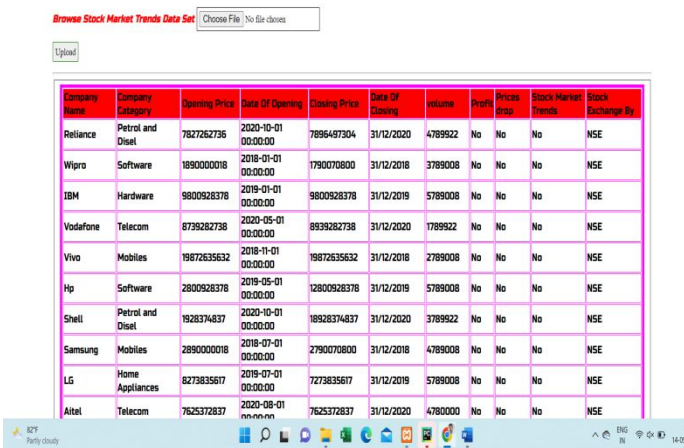 Browse Stock Market Trends Data Set Choose File No file chosen
Upload
Company Name Company Category Opening Price Data Of Opening Closing Price Date Of Closing volume Profit Prices drop Stock Market Trends Stock Exchange By
Reliance Petrol and Disel 7827262736 2020-10-01 00:00:00 7896497304 31/12/2020 4789922 No No No NSE
Wipro Software 1890000018 2018-01-01 00:00:00 1790070800 31/12/2018 3789008 No No No NSE
IBM Hardware 9800928378 2019-01-01 00:00:00 9800928378 31/12/2019 5789008 No No No NSE
Vodafone Telecom 8739282738 2020-05-01 00:00:00 8939282738 31/12/2020 1789922 No No No NSE
Vivo Mobiles 19872635632 2018-11-01 00:00:00 19872635632 31/12/2018 2789008 No No No NSE
Hp Software 2800928378 2019-05-01 00:00:00 12800928378 31/12/2019 5789008 No No No NSE
Shell Petrol and Disel 1928374837 2020-10-01 00:00:00 18928374837 31/12/2020 3789922 No No No NSE
Samsung Mobiles 2890000018 2018-07-01 00:00:00 2790070800 31/12/2018 4789008 No No No NSE
LG Home Appliances 8273835617 2019-07-01 00:00:00 7273835617 31/12/2019 5789008 No No No NSE
Aitel Telecom 7625372837 2020-08-01 00:00:00 7625372837 31/12/2020 4780000 No No No NSE
82°F
Partly cloudy
ENG
IN